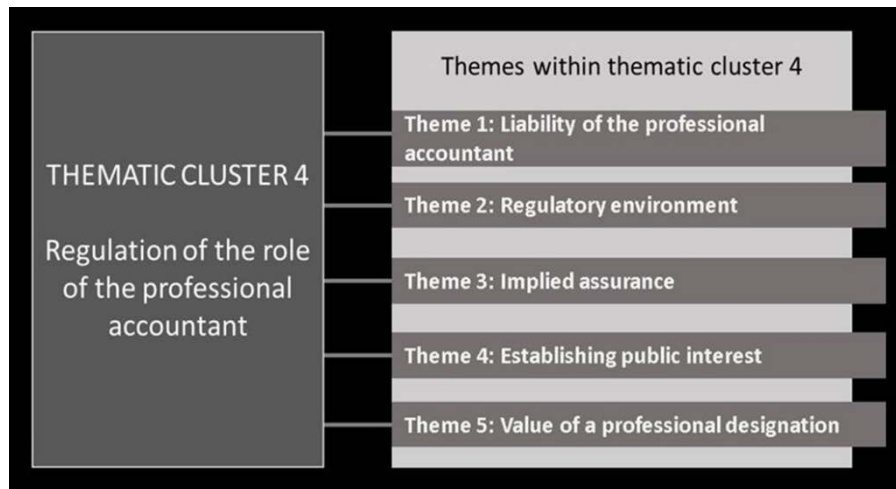 THEMATIC CLUSTER 4
Regulation of the role
of the professional
accountant
Themes within thematic cluster 4
Theme 1: Liability of the professional
accountant
Theme 2: Regulatory environment
Theme 3: Implied assurance
Theme 4: Establishing public interest
Theme 5: Value of a professional designation